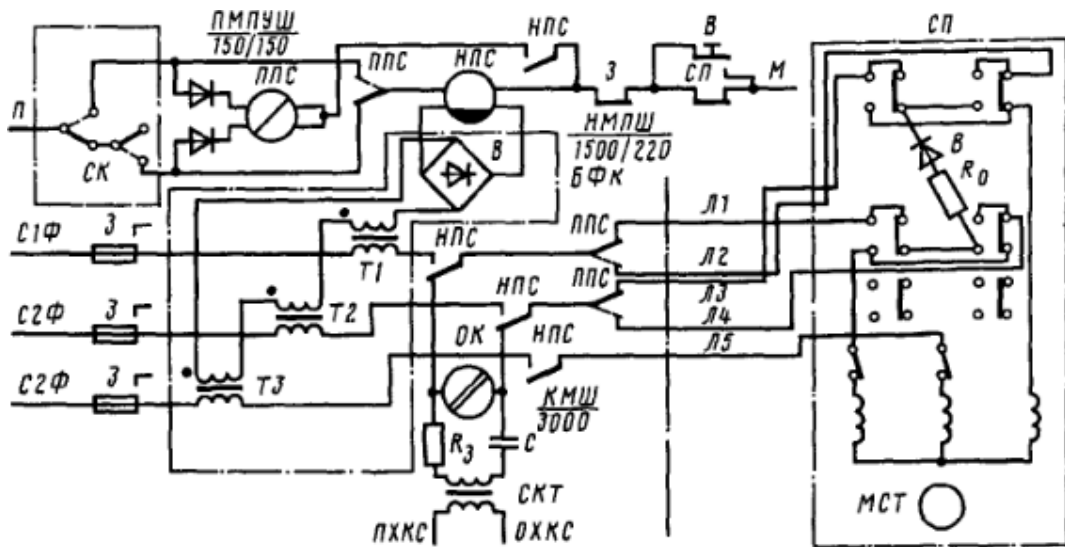 ПМПУШ
150/150
НПС
В
СП
ППС
НПС
ППС
З
СП
М
П
СК
НМПШ
1500/220
БФК
В
В
R0
С1Ф
З
НПС
ППС
Л1
Т1
Л2
ППС
С2Ф
З
Т2
НПС
Л3
Л4
ОК
НПС
Л5
С2Ф
З
Т3
КМШ
3000
R3
С
СКТ
ПХКС
ОХКС
МСТ